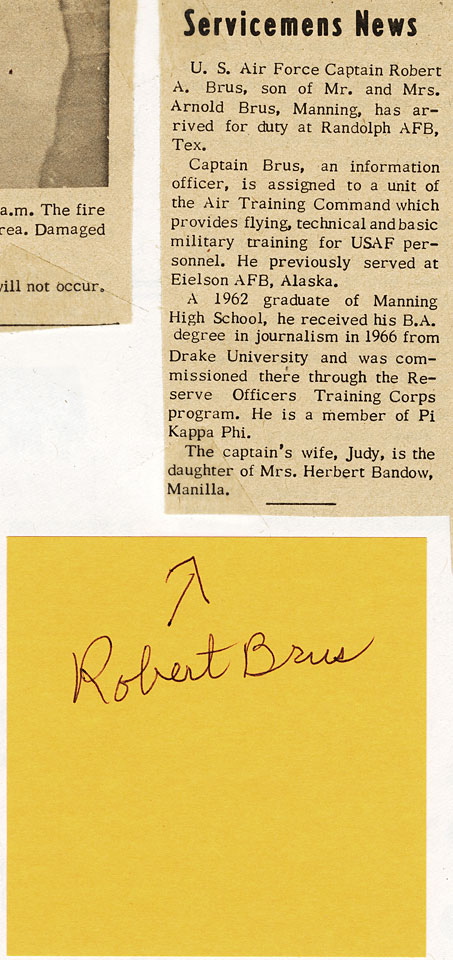 a.m. The fire
rea. Damaged
will not occur.
Servicemens News
U. S. Air Force Captain Robert
A. Brus, son of Mr. and Mrs.
Arnold Brus, Manning, has ar-
rived for duty at Randolph AFB,
Tex.
Captain Brus, an information
officer, is assigned to a unit of
the Air Training Command which
provides flying, technical and basic
military training for USAF per-
sonnel. He previously served at
Eielson AFB, Alaska.
A 1962 graduate of Manning
High School, he received his B.A.
degree in journalism in 1966 from
Drake University and was com-
missioned there through the Re-
serve Officers Training Corps
program. He is a member of Pi
Kappa Phi.
The captain's wife, Judy, is the
daughter of Mrs. Herbert Bandow,
Manilla.
Robert Brus